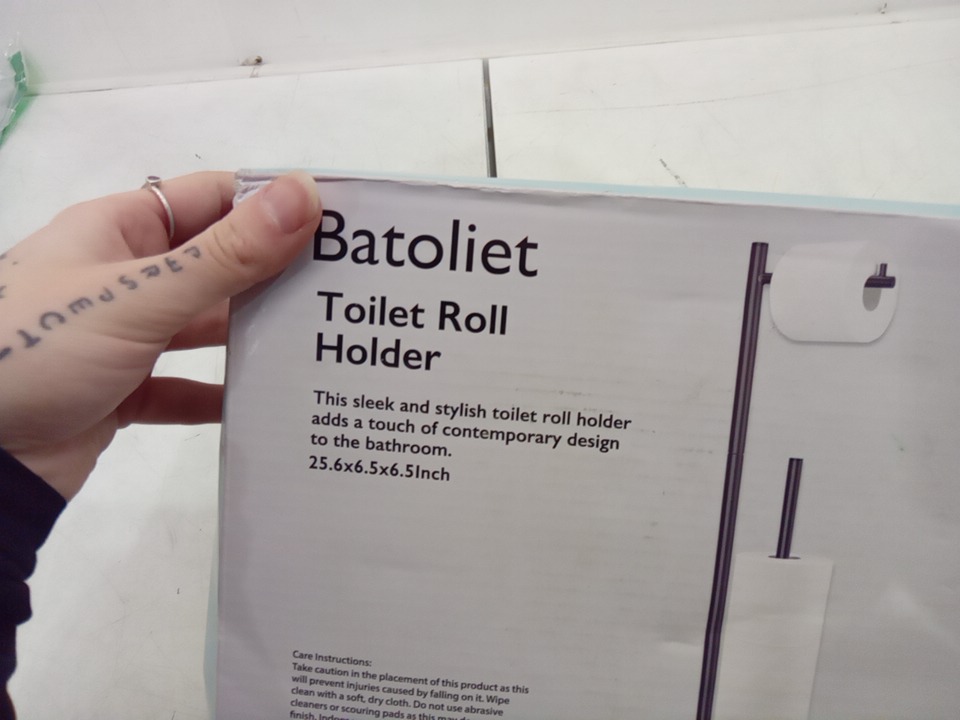 Batoliet
Toilet Roll
Holder
This sleek and stylish toilet roll holder
adds a touch of contemporary design
to the bathroom.
25.6x6.5x6.5Inch
Care Instructions:
Take caution in the placement of this product as this
will prevent injuries caused by falling on it. Wipe
clean with a soft, dry cloth. Do not use abrasive
cleaners or scouring pads as this may
finish.